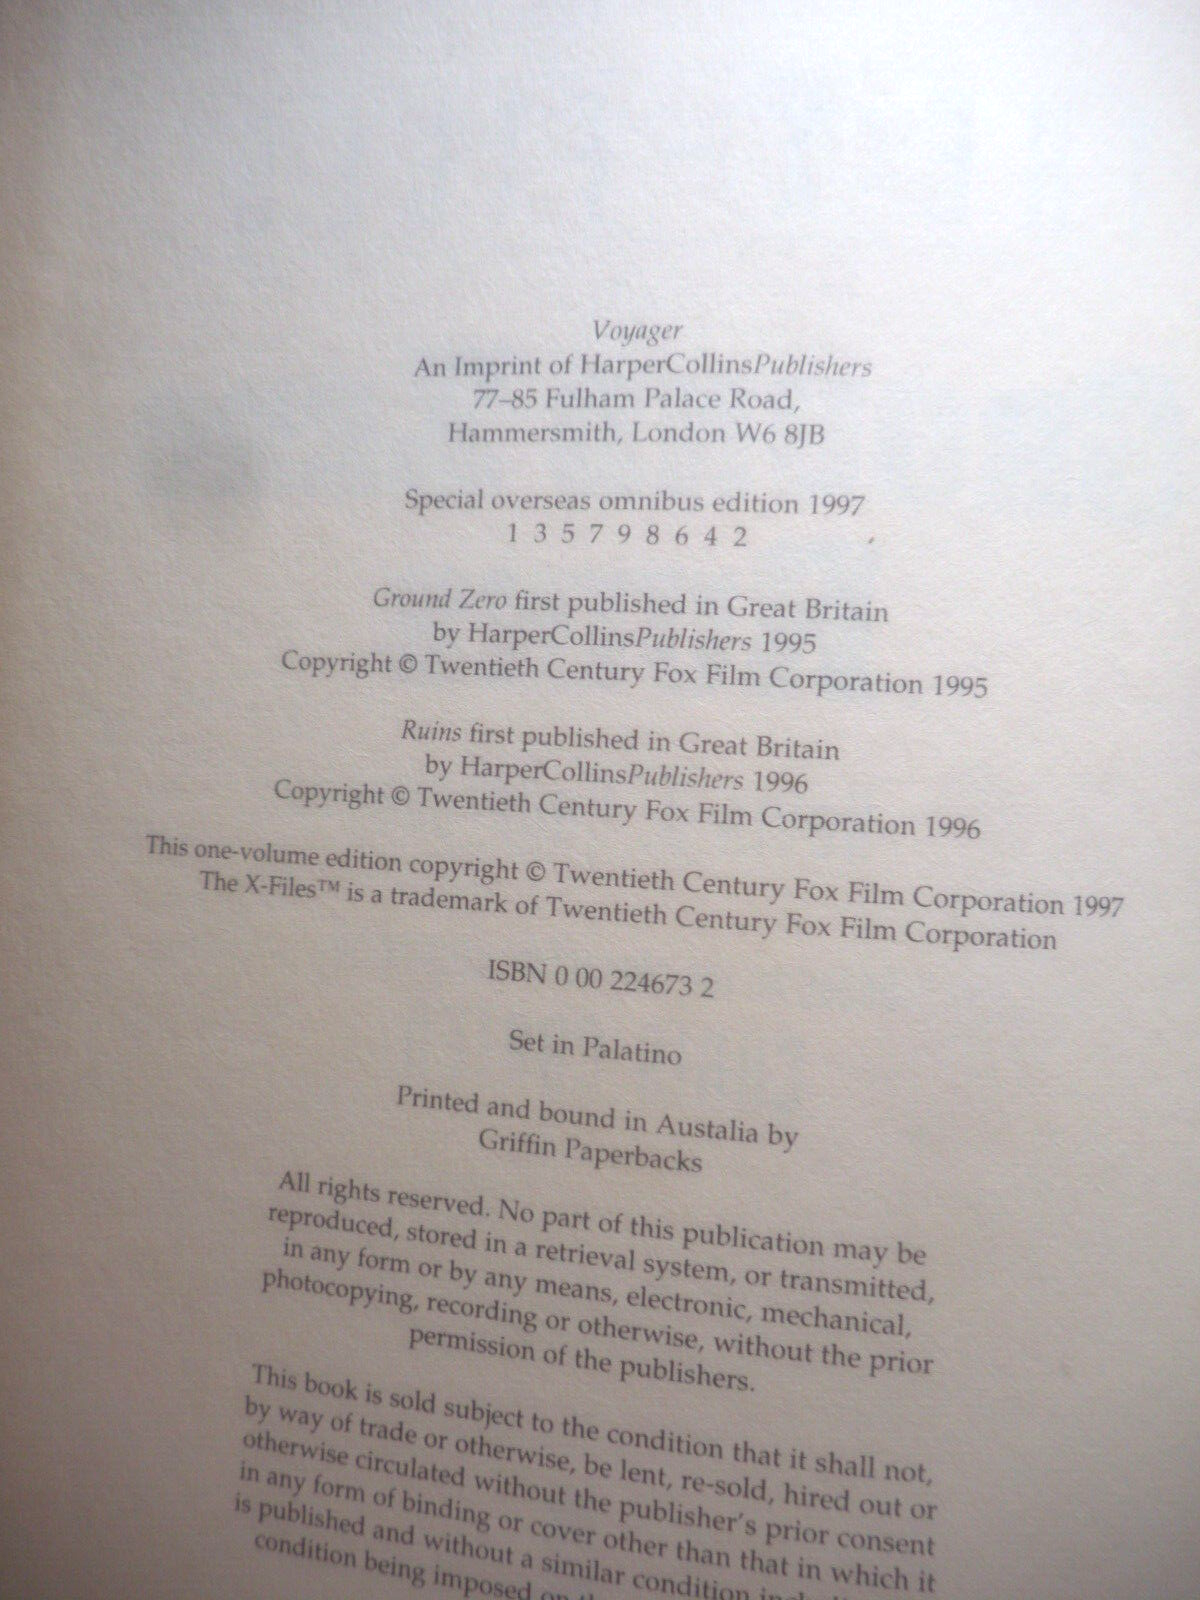 Voyager
An Imprint of HarperCollinsPublishers
77–85 Fulham Palace Road,
Hammersmith, London W6 8JB
Special overseas omnibus edition 1997
1 3 5 7 9 8 6 4 2
Ground Zero first published in Great Britain
by HarperCollinsPublishers 1995
Copyright © Twentieth Century Fox Film Corporation 1995
Ruins first published in Great Britain
by HarperCollinsPublishers 1996
Copyright © Twentieth Century Fox Film Corporation 1996
This one-volume edition copyright © Twentieth Century Fox Film Corporation 1997
The X-Files™ is a trademark of Twentieth Century Fox Film Corporation
ISBN 0 00 224673 2
Set in Palatino
Printed and bound in Austalia by
Griffin Paperbacks
All rights reserved. No part of this publication may be
reproduced, stored in a retrieval system, or transmitted,
in any form or by any means, electronic, mechanical,
photocopying, recording or otherwise, without the prior
permission of the publishers.
This book is sold subject to the condition that it shall not,
by way of trade or otherwise, be lent, re-sold, hired out or
otherwise circulated without the publisher's prior consent
in any form of binding or cover other than that in which it
is published and without a similar condition
condition being imposed